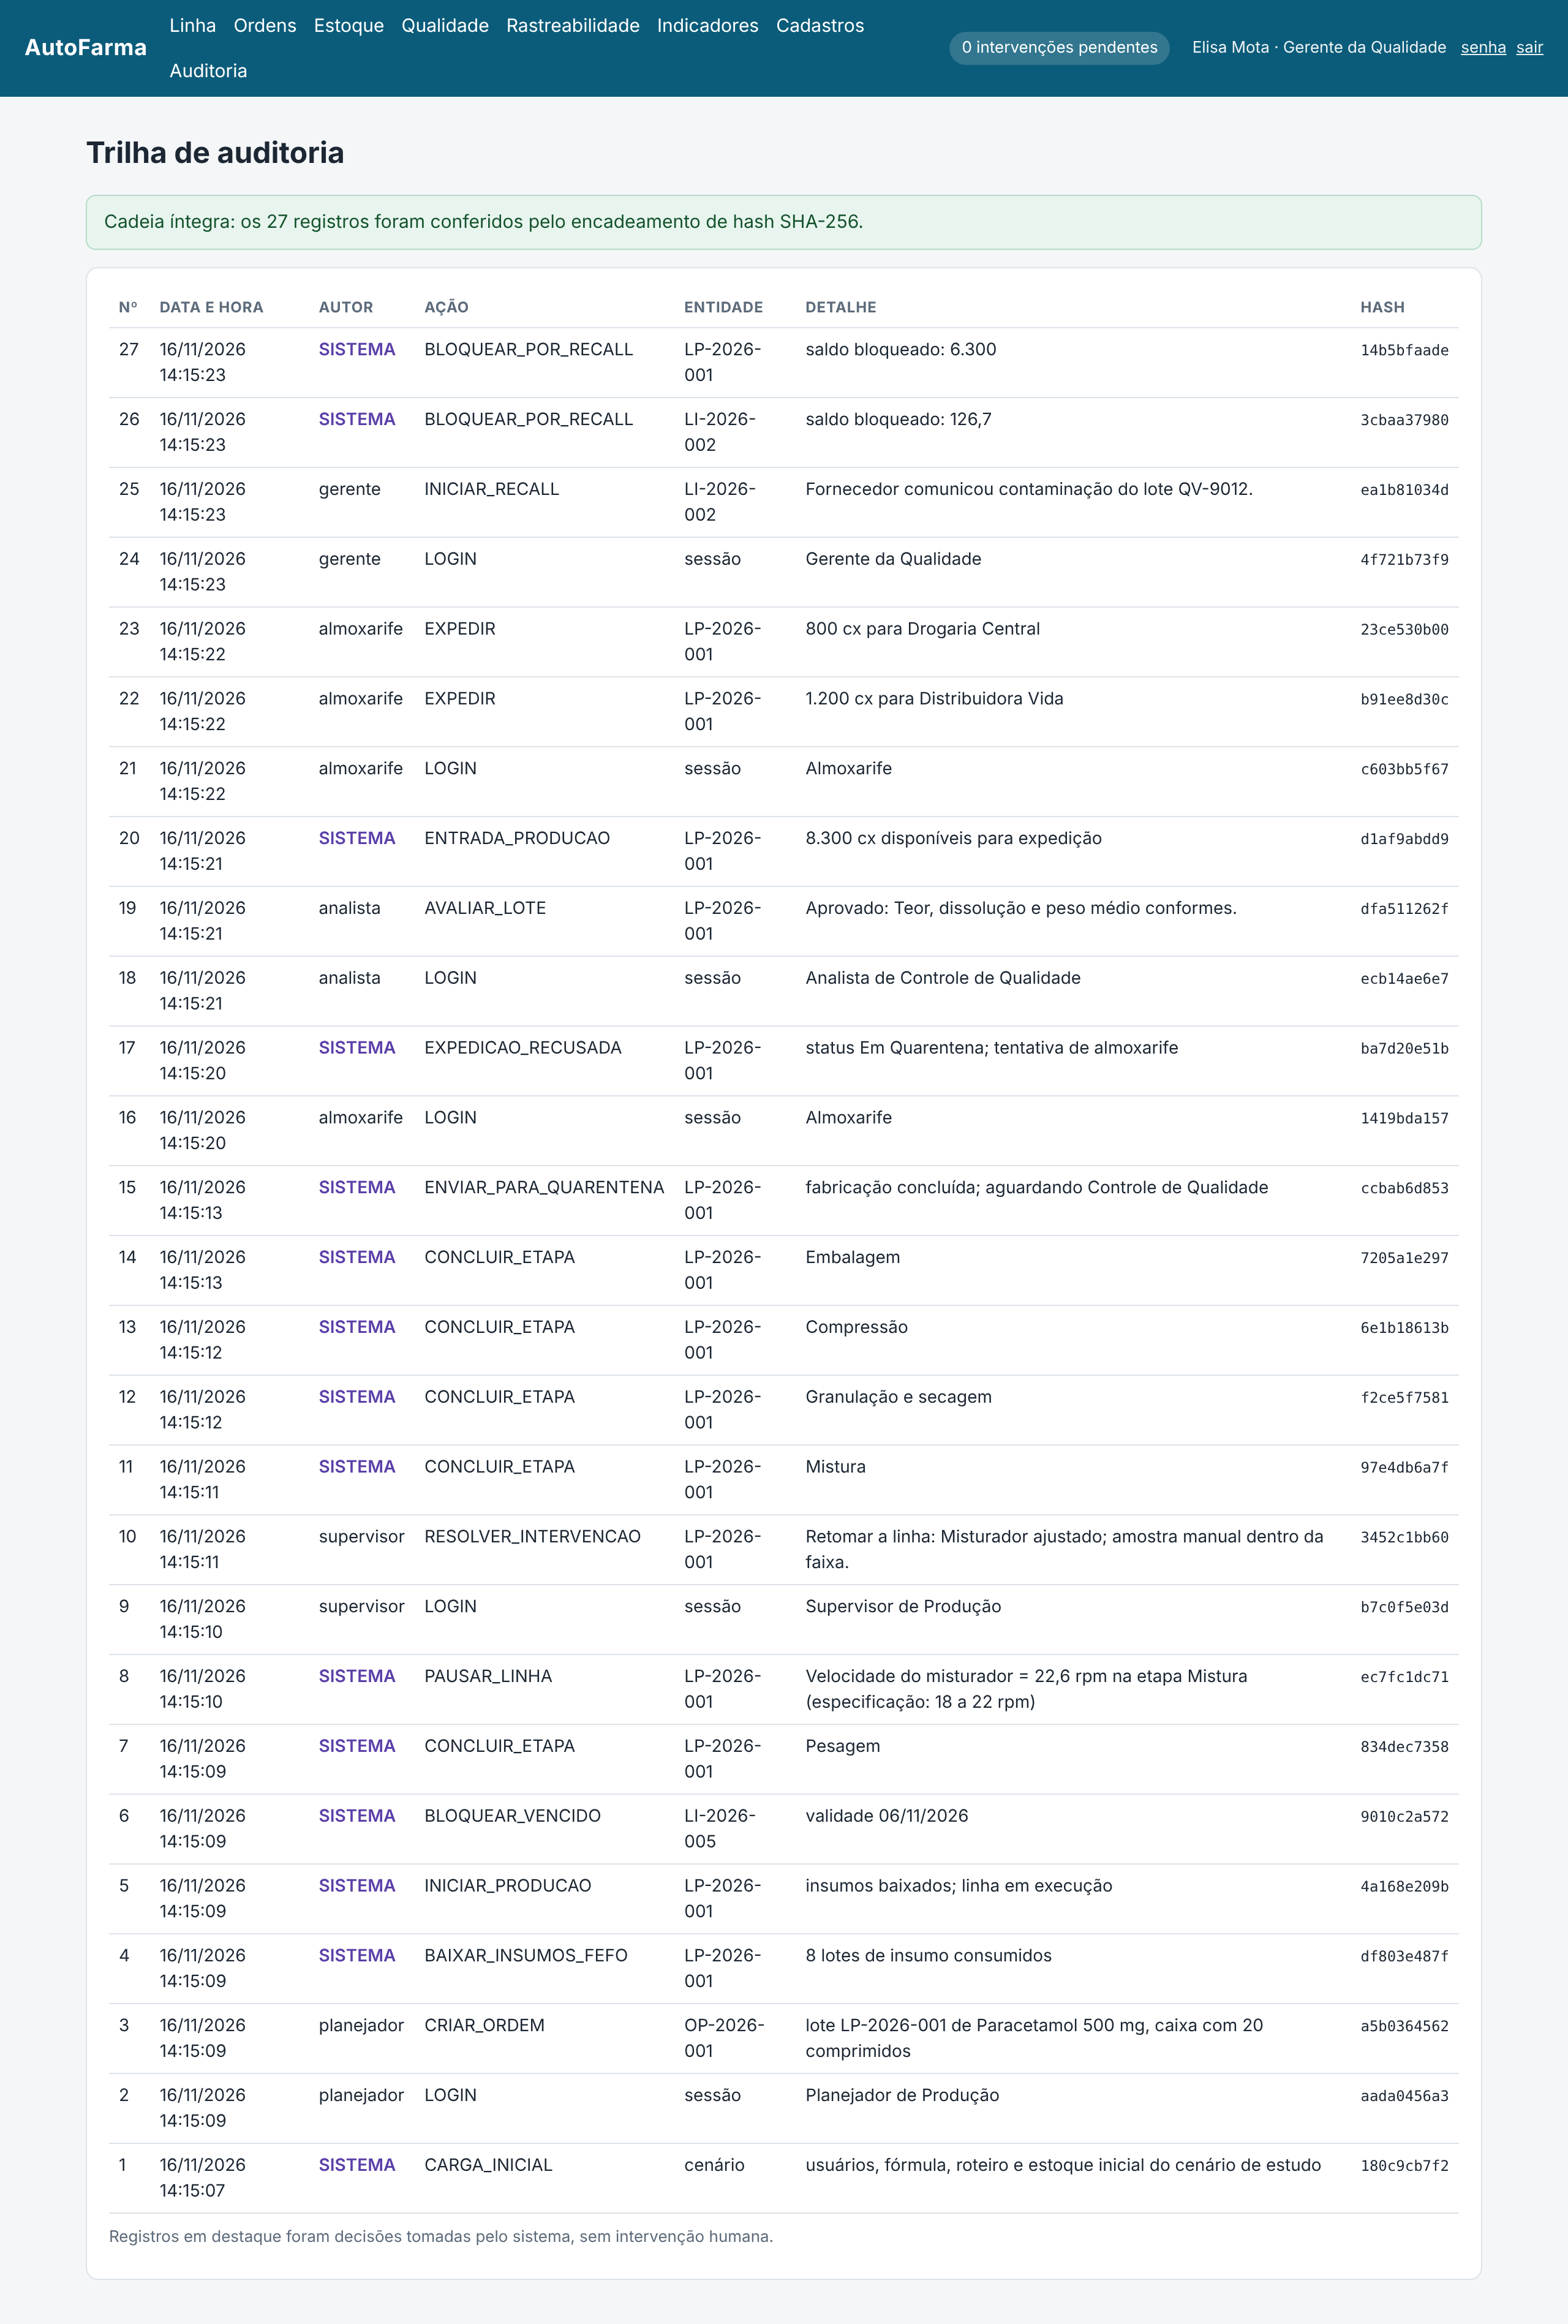 AutoFarma
Linha Ordens Estoque Qualidade Rastreabilidade Indicadores Cadastros
Auditoria
0 intervenções pendentes
Elisa Mota · Gerente da Qualidade senha sair
Trilha de auditoria
Cadeia íntegra: os 27 registros foram conferidos pelo encadeamento de hash SHA-256.
Nº DATA E HORA AUTOR AÇÃO ENTIDADE DETALHE HASH
27 16/11/2026 SISTEMA BLOQUEAR_POR_RECALL LP-2026- saldo bloqueado: 6.300 14b5bfaade
14:15:23 001
26 16/11/2026 SISTEMA BLOQUEAR_POR_RECALL LI-2026- saldo bloqueado: 126,7 3cbaa37980
14:15:23 002
25 16/11/2026 gerente INICIAR_RECALL LI-2026- Fornecedor comunicou contaminação do lote QV-9012. ea1b81034d
14:15:23 002
24 16/11/2026 gerente LOGIN sessão Gerente da Qualidade 4f721b73f9
14:15:23
23 16/11/2026 almoxarife EXPEDIR LP-2026- 800 cx para Drogaria Central 23ce530b00
14:15:22 001
22 16/11/2026 almoxarife EXPEDIR LP-2026- 1.200 cx para Distribuidora Vida b91ee8d30c
14:15:22 001
21 16/11/2026 almoxarife LOGIN sessão Almoxarife c603bb5f67
14:15:22
20 16/11/2026 SISTEMA ENTRADA_PRODUCAO LP-2026- 8.300 cx disponíveis para expedição d1af9abdd9
14:15:21 001
19 16/11/2026 analista AVALIAR_LOTE LP-2026- Aprovado: Teor, dissolução e peso médio conformes. dfa511262f
14:15:21 001
18 16/11/2026 analista LOGIN sessão Analista de Controle de Qualidade ecb14ae6e7
14:15:21
17 16/11/2026 SISTEMA EXPEDICAO_RECUSADA LP-2026- status Em Quarentena; tentativa de almoxarife ba7d20e51b
14:15:20 001
16 16/11/2026 almoxarife LOGIN sessão Almoxarife 1419bda157
14:15:20
15 16/11/2026 SISTEMA ENVIAR_PARA_QUARENTENA LP-2026- fabricação concluída; aguardando Controle de Qualidade ccbab6d853
14:15:13 001
14 16/11/2026 SISTEMA CONCLUIR_ETAPA LP-2026- Embalagem 7205a1e297
14:15:13 001
13 16/11/2026 SISTEMA CONCLUIR_ETAPA LP-2026- Compressão 6e1b18613b
14:15:12 001
12 16/11/2026 SISTEMA CONCLUIR_ETAPA LP-2026- Granulação e secagem f2ce5f7581
14:15:12 001
11 16/11/2026 SISTEMA CONCLUIR_ETAPA LP-2026- Mistura 97e4db6a7f
14:15:11 001
10 16/11/2026 supervisor RESOLVER_INTERVENCAO LP-2026- Retomar a linha: Misturador ajustado; amostra manual dentro da 3452c1bb60
14:15:11 001 faixa.
9 16/11/2026 supervisor LOGIN sessão Supervisor de Produção b7c0f5e03d
14:15:10
8 16/11/2026 SISTEMA PAUSAR_LINHA LP-2026- Velocidade do misturador = 22,6 rpm na etapa Mistura ec7fc1dc71
14:15:10 001 (especificação: 18 a 22 rpm)
7 16/11/2026 SISTEMA CONCLUIR_ETAPA LP-2026- Pesagem 834dec7358
14:15:09 001
6 16/11/2026 SISTEMA BLOQUEAR_VENCIDO LI-2026- validade 06/11/2026 9010c2a572
14:15:09 005
5 16/11/2026 SISTEMA INICIAR_PRODUCAO LP-2026- insumos baixados; linha em execução 4a168e209b
14:15:09 001
4 16/11/2026 SISTEMA BAIXAR_INSUMOS_FEFO LP-2026- 8 lotes de insumo consumidos df803e487f
14:15:09 001
3 16/11/2026 planejador CRIAR_ORDEM OP-2026- lote LP-2026-001 de Paracetamol 500 mg, caixa com 20 a5b0364562
14:15:09 001 comprimidos
2 16/11/2026 planejador LOGIN sessão Planejador de Produção aada0456a3
14:15:09
1 16/11/2026 SISTEMA CARGA_INICIAL cenário usuários, fórmula, roteiro e estoque inicial do cenário de estudo 180c9cb7f2
14:15:07
Registros em destaque foram decisões tomadas pelo sistema, sem intervenção humana.